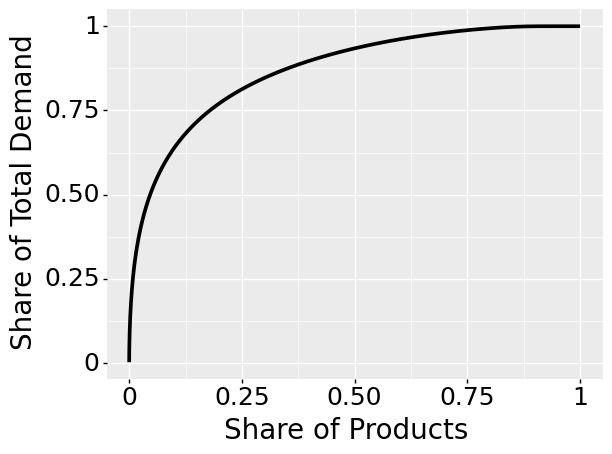 Share of Total Demand
1
0.75
0.50
0.25
0
0 0.25 0.50 0.75 1
Share of Products